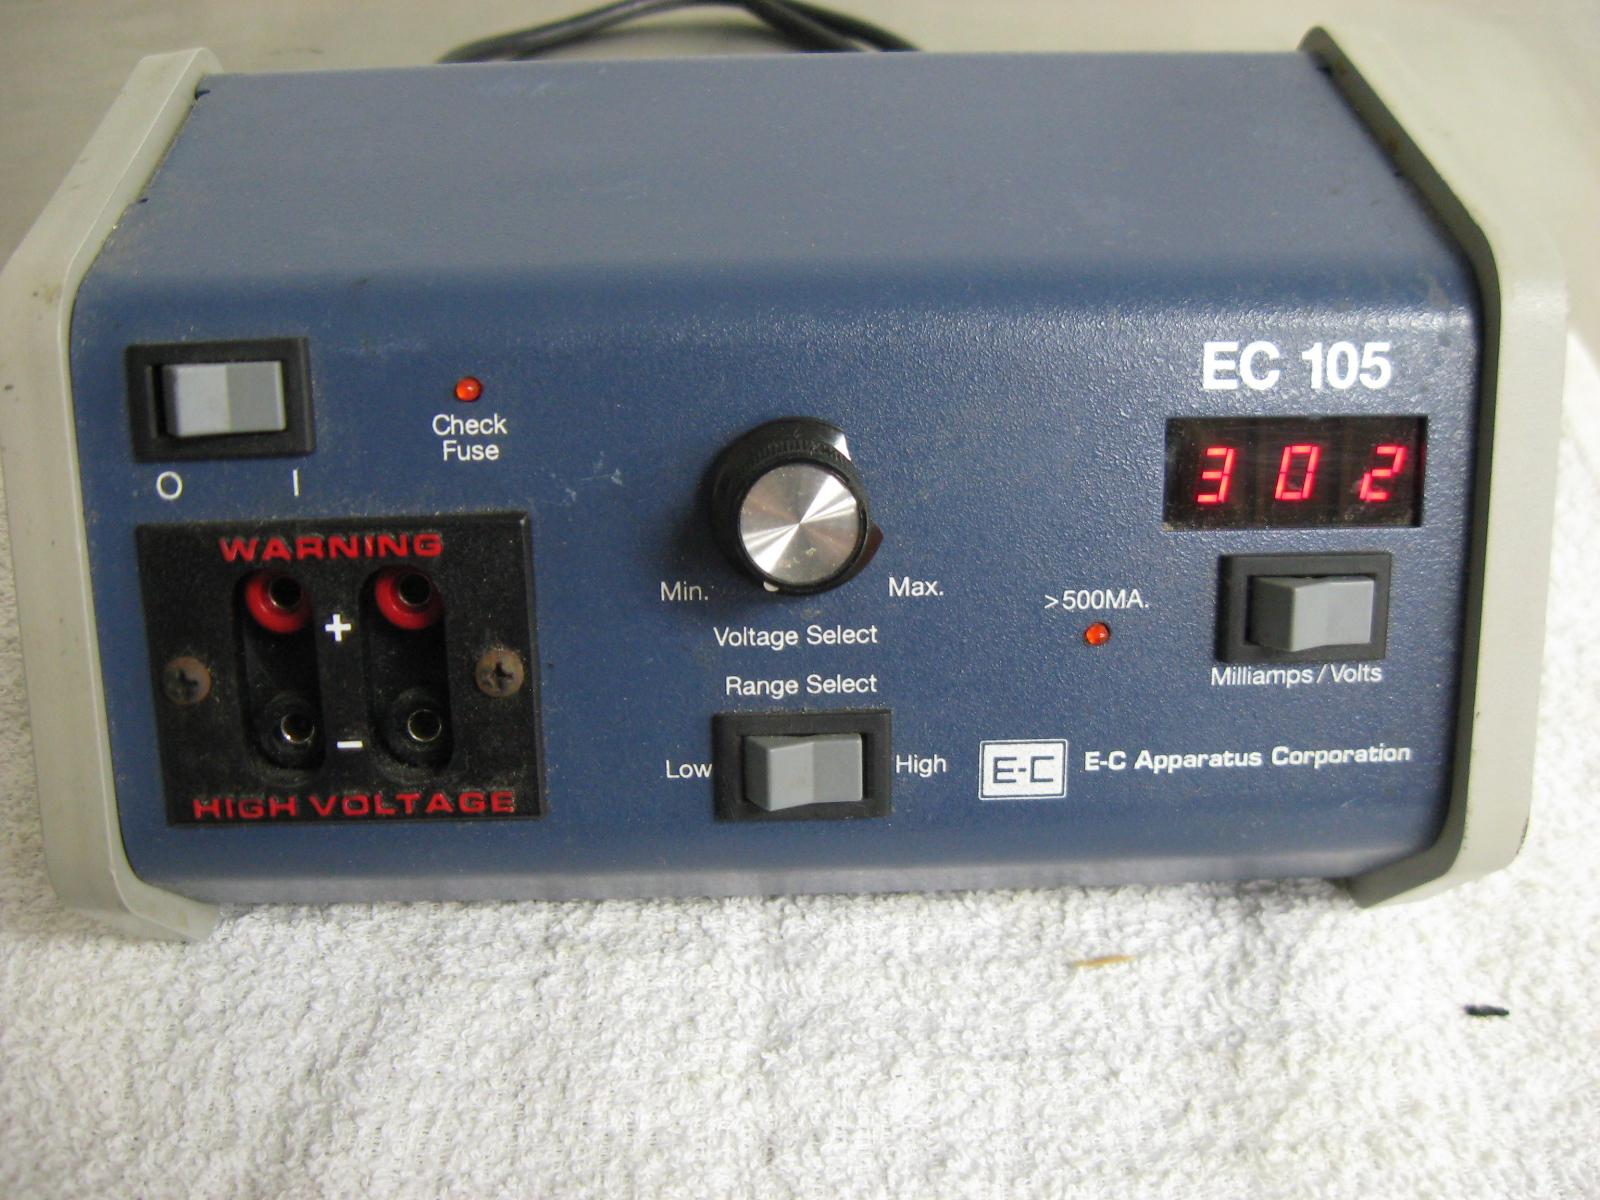 EC 105
302
Check
Fuse
O I
WARNING
+
−
HIGH VOLTAGE
Min. Max.
Voltage Select
Range Select
Low High
>500MA.
Milliamps/Volts
E-C E-C Apparatus Corporation